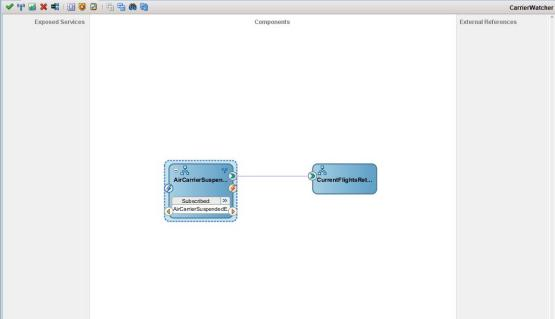 CarrierWatcher
Exposed Services
Components
External References
AirCarrierSuspen...
CurrentFlightsRet...
Subscribed
AirCarrierSuspendedE